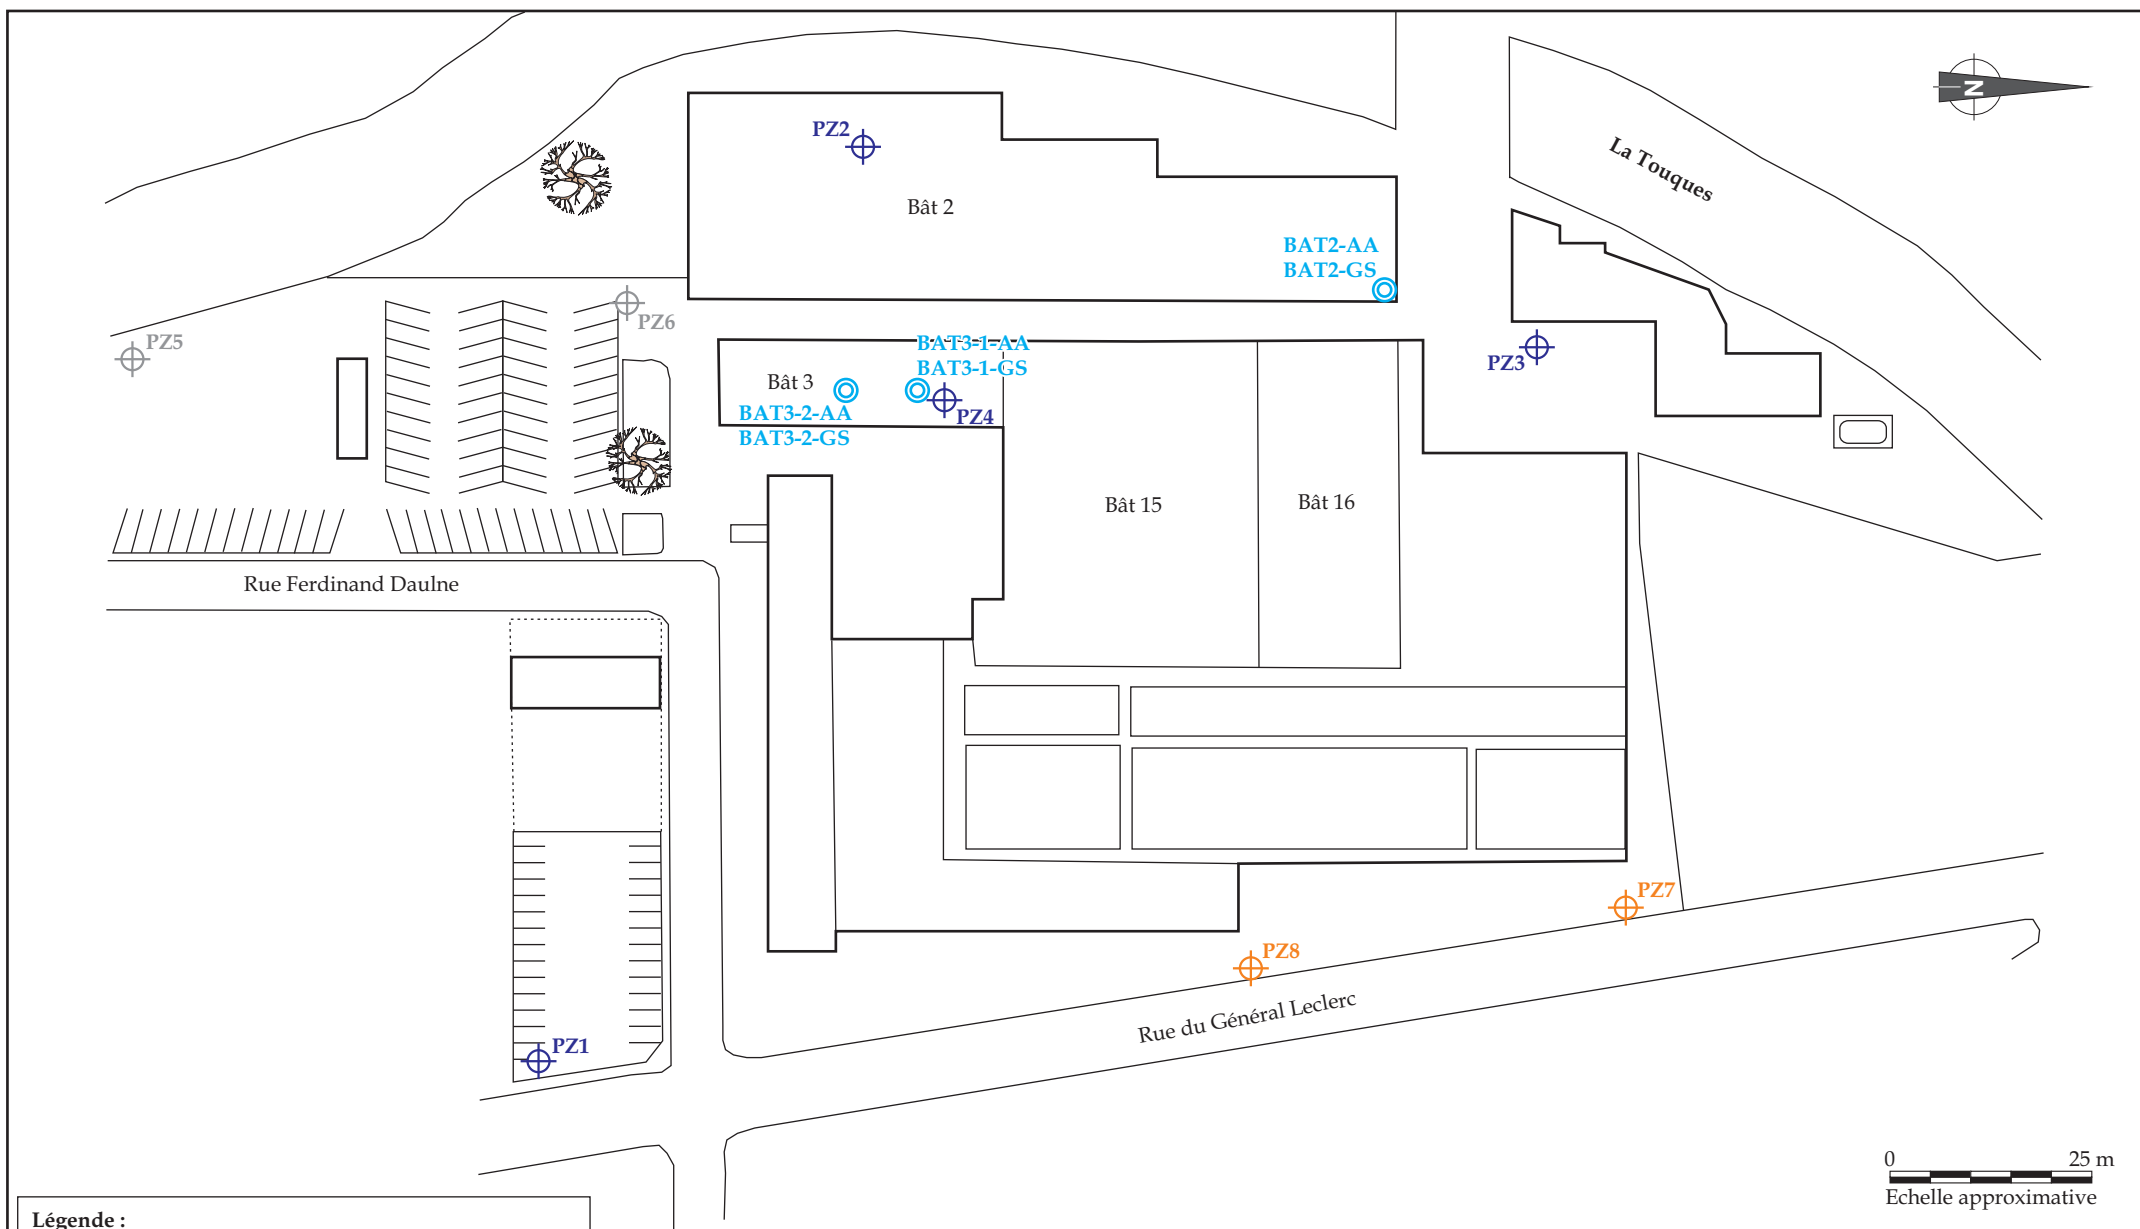 N
PZ2
La Touques
Bât 2
BAT2-AA
BAT2-GS
PZ6
PZ5
BAT3-1-AA
BAT3-1-GS
PZ3
Bât 3
BAT3-2-AA
BAT3-2-GS
PZ4
Bât 15
Bât 16
Rue Ferdinand Daulne
PZ7
PZ8
Rue du Général Leclerc
PZ1
0 25 m
Echelle approximative
Légende :